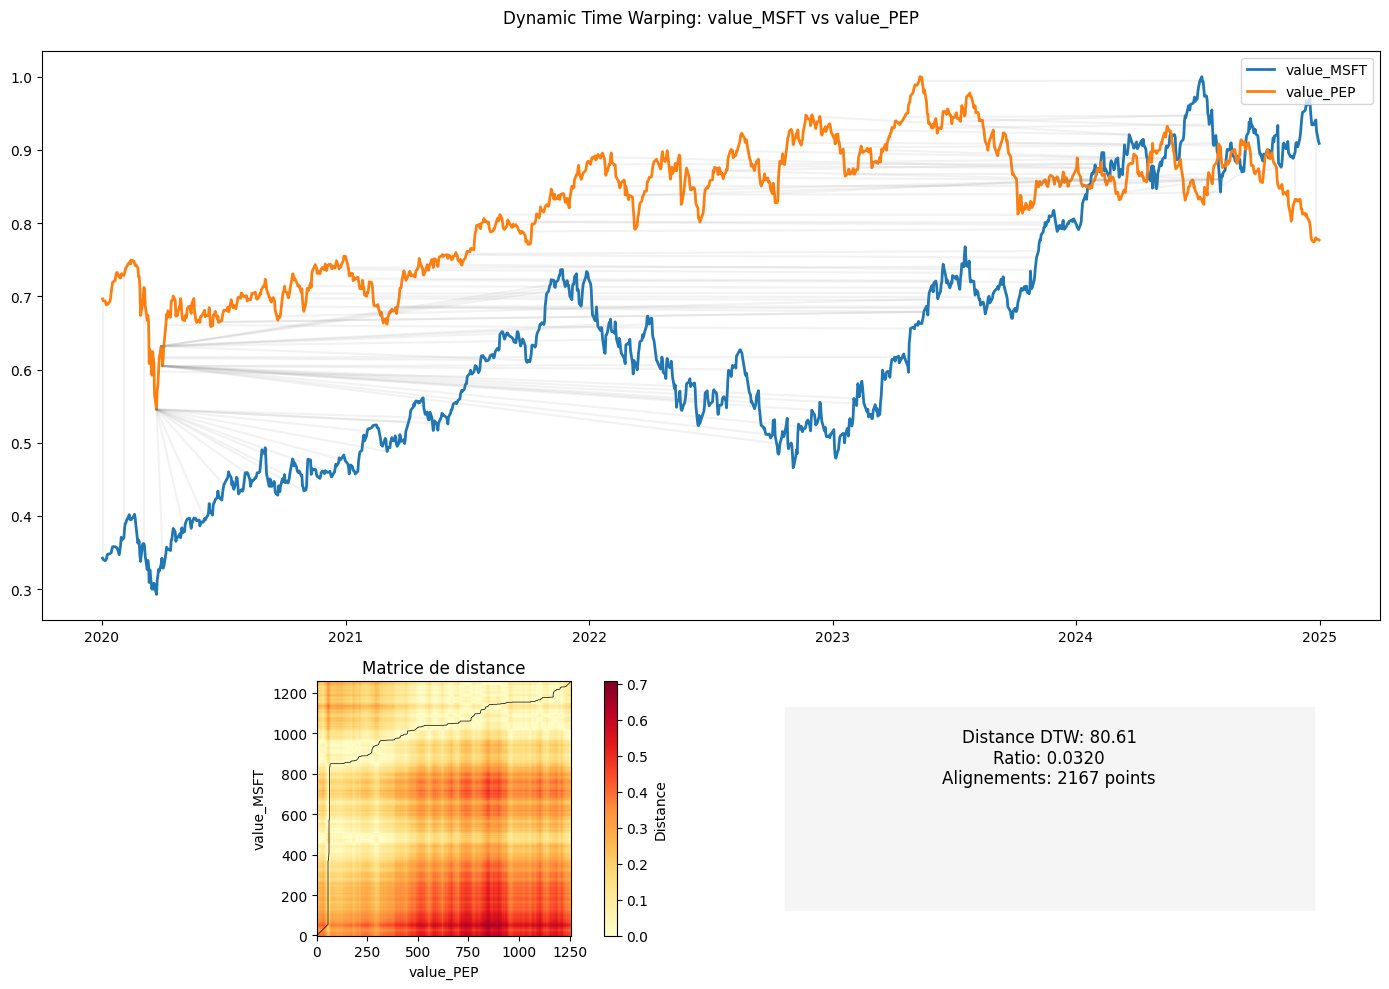 Dynamic Time Warping: value_MSFT vs value_PEP
value_MSFT
value_PEP
1.0
0.9
0.8
0.7
0.6
0.5
0.4
0.3
2020 2021 2022 2023 2024 2025
Matrice de distance
value_MSFT
1200
1000
800
600
400
200
0
0 250 500 750 1000 1250
value_PEP
0.7
0.6
0.5
0.4
0.3
0.2
0.1
0.0
Distance
Distance DTW: 80.61
Ratio: 0.0320
Alignements: 2167 points